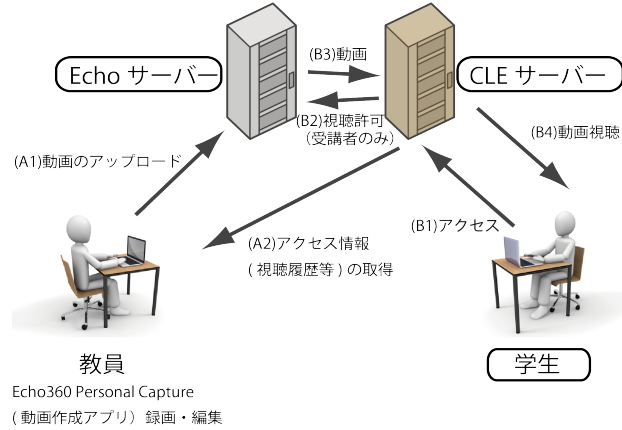 (B3)動画
Echo サーバー
CLE サーバー
(B2)視聴許可
（受講者のみ）
(B4)動画視聴
(A1)動画のアップロード
(B1)アクセス
(A2)アクセス情報
( 視聴履歴等 ) の取得
教員
学生
Echo360 Personal Capture
( 動画作成アプリ）録画・編集